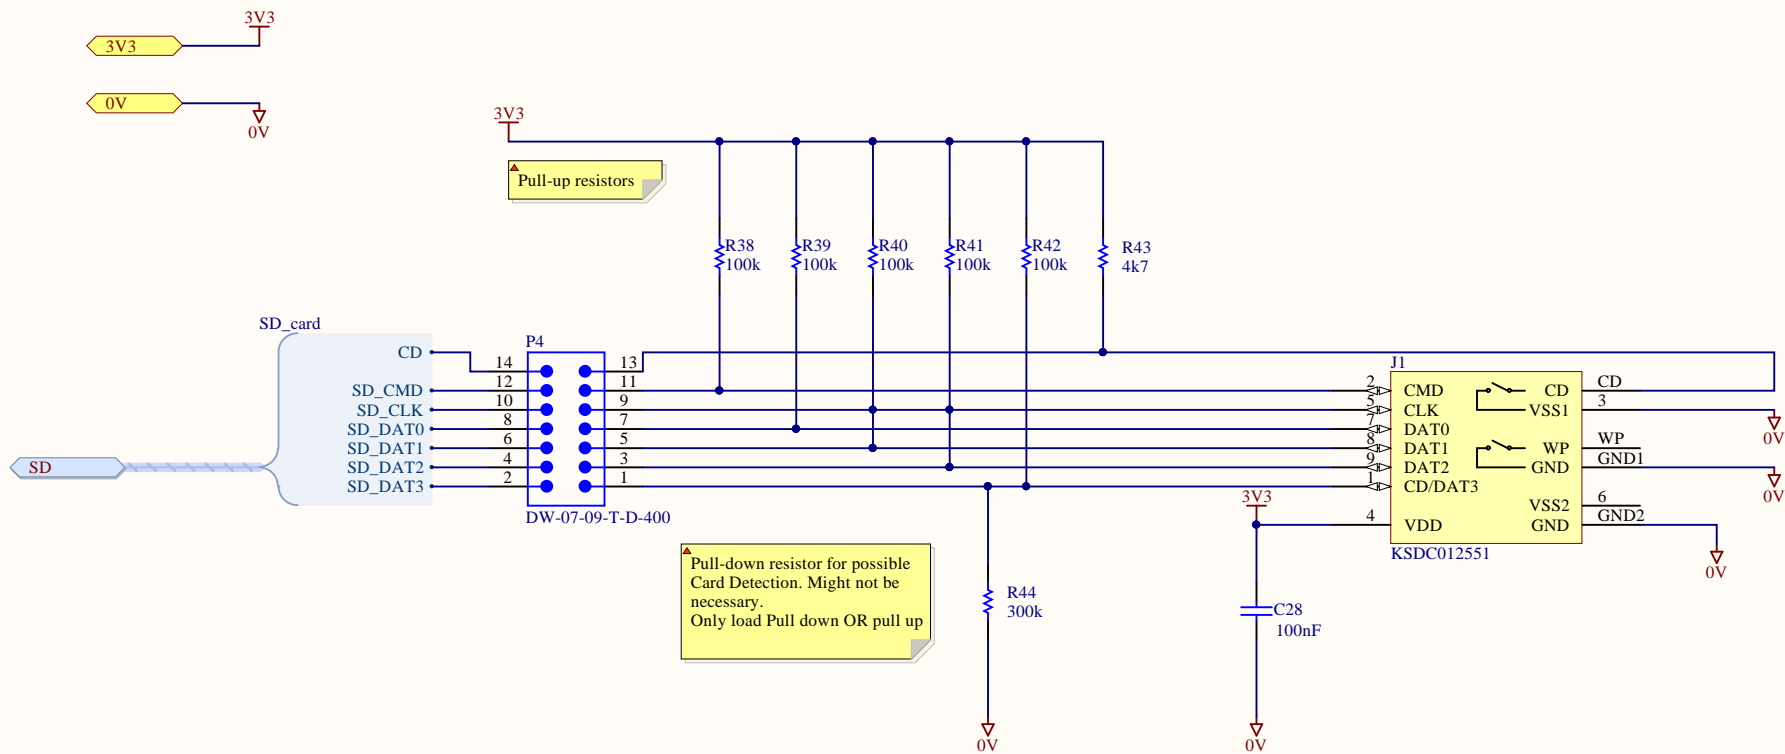 3V3
3V3
0V
0V
3V3
Pull-up resistors
R38
100k
R39
100k
R40
100k
R41
100k
R42
100k
R43
4k7
SD_card
CD
SD_CMD
SD_CLK
SD_DAT0
SD_DAT1
SD_DAT2
SD_DAT3
SD
P4
14
12
10
8
6
4
2
13
11
9
7
5
3
1
DW-07-09-T-D-400
J1
2
5
7
8
9
1
4
CMD
CLK
DAT0
DAT1
DAT2
CD/DAT3
VDD
CD
VSS1
WP
GND
VSS2
GND
CD
3
WP
GND1
6
GND2
KSDC012551
0V
0V
0V
Pull-down resistor for possible
Card Detection. Might not be
necessary.
Only load Pull down OR pull up
R44
300k
0V
3V3
C28
100nF
0V